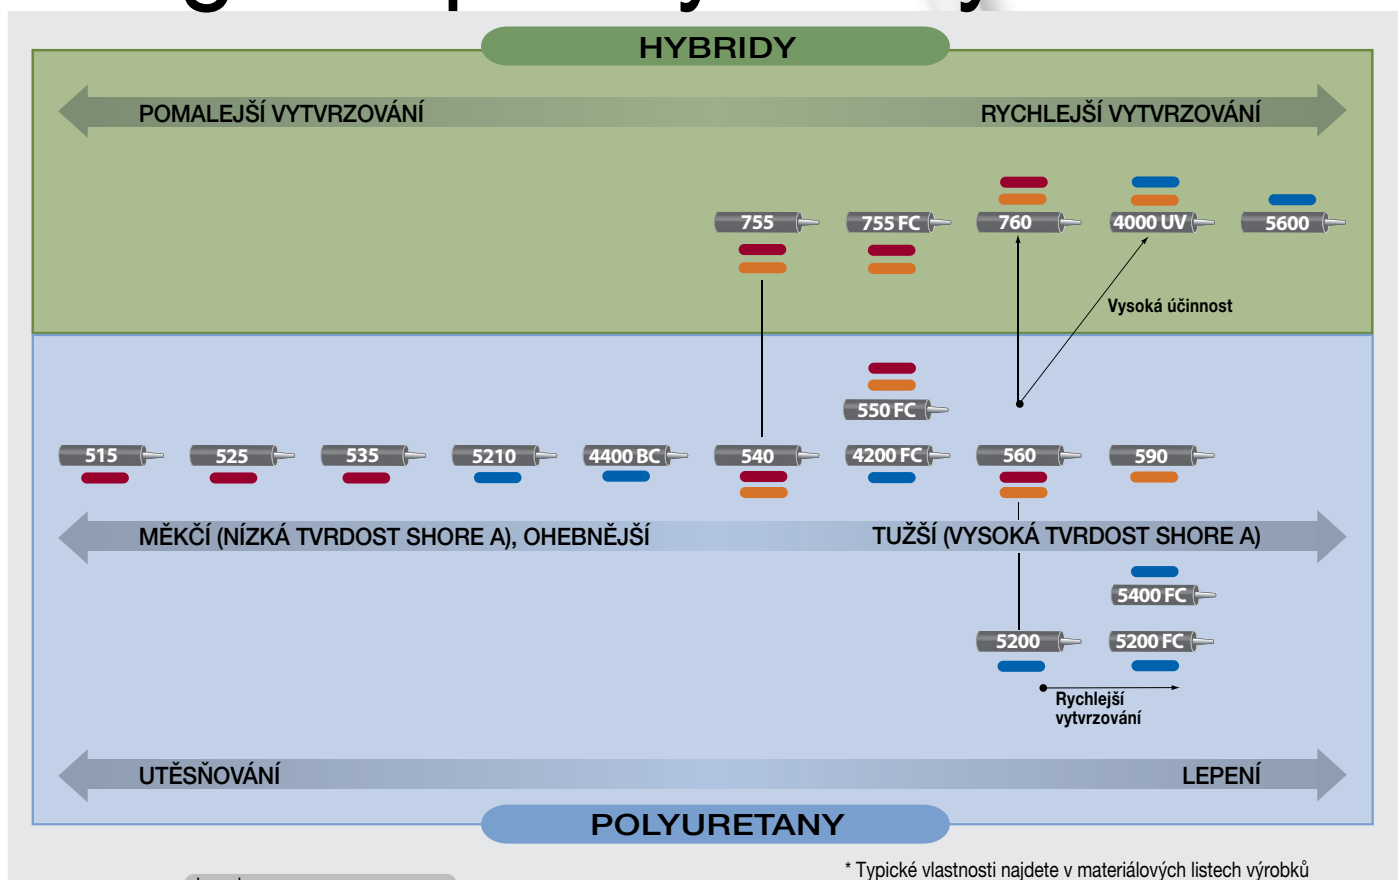 HYBRIDY
POMALEJŠÍ VYTVRZOVÁNÍ
RYCHLEJŠÍ VYTVRZOVÁNÍ
755
755 FC
760
4000 UV
5600
Vysoká účinnost
550 FC
515
525
535
5210
4400 BC
540
4200 FC
560
590
MĚKČÍ (NÍZKÁ TVRDOST SHORE A), OHEBNĚJŠÍ
TUŽŠÍ (VYSOKÁ TVRDOST SHORE A)
5400 FC
5200
5200 FC
Rychlejší
vytvrzování
UTĚSŇOVÁNÍ
LEPENÍ
POLYURETANY
* Typické vlastnosti najdete v materiálových listech výrobků